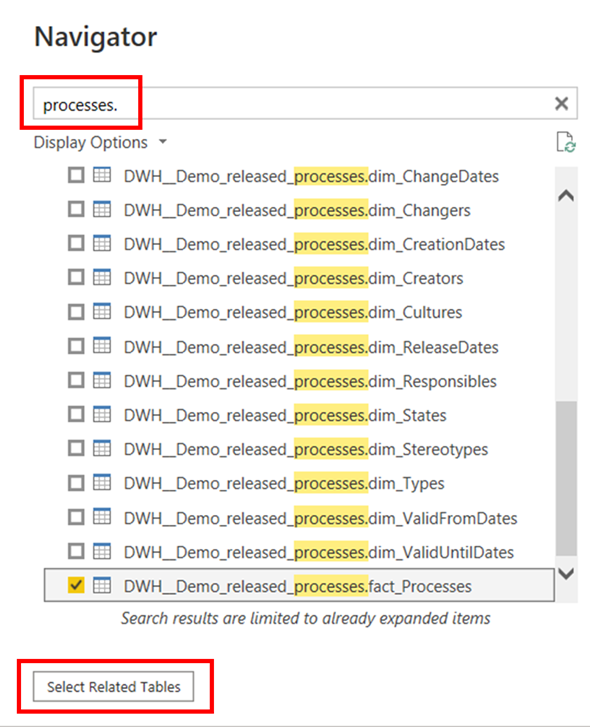 Navigator
processes.
Display Options
DWH__Demo_released_processes.dim_ChangeDates
DWH__Demo_released_processes.dim_Changers
DWH__Demo_released_processes.dim_CreationDates
DWH__Demo_released_processes.dim_Creators
DWH__Demo_released_processes.dim_Cultures
DWH__Demo_released_processes.dim_ReleaseDates
DWH__Demo_released_processes.dim_Responsibles
DWH__Demo_released_processes.dim_States
DWH__Demo_released_processes.dim_Stereotypes
DWH__Demo_released_processes.dim_Types
DWH__Demo_released_processes.dim_ValidFromDates
DWH__Demo_released_processes.dim_ValidUntilDates
DWH__Demo_released_processes.fact_Processes
Search results are limited to already expanded items
Select Related Tables